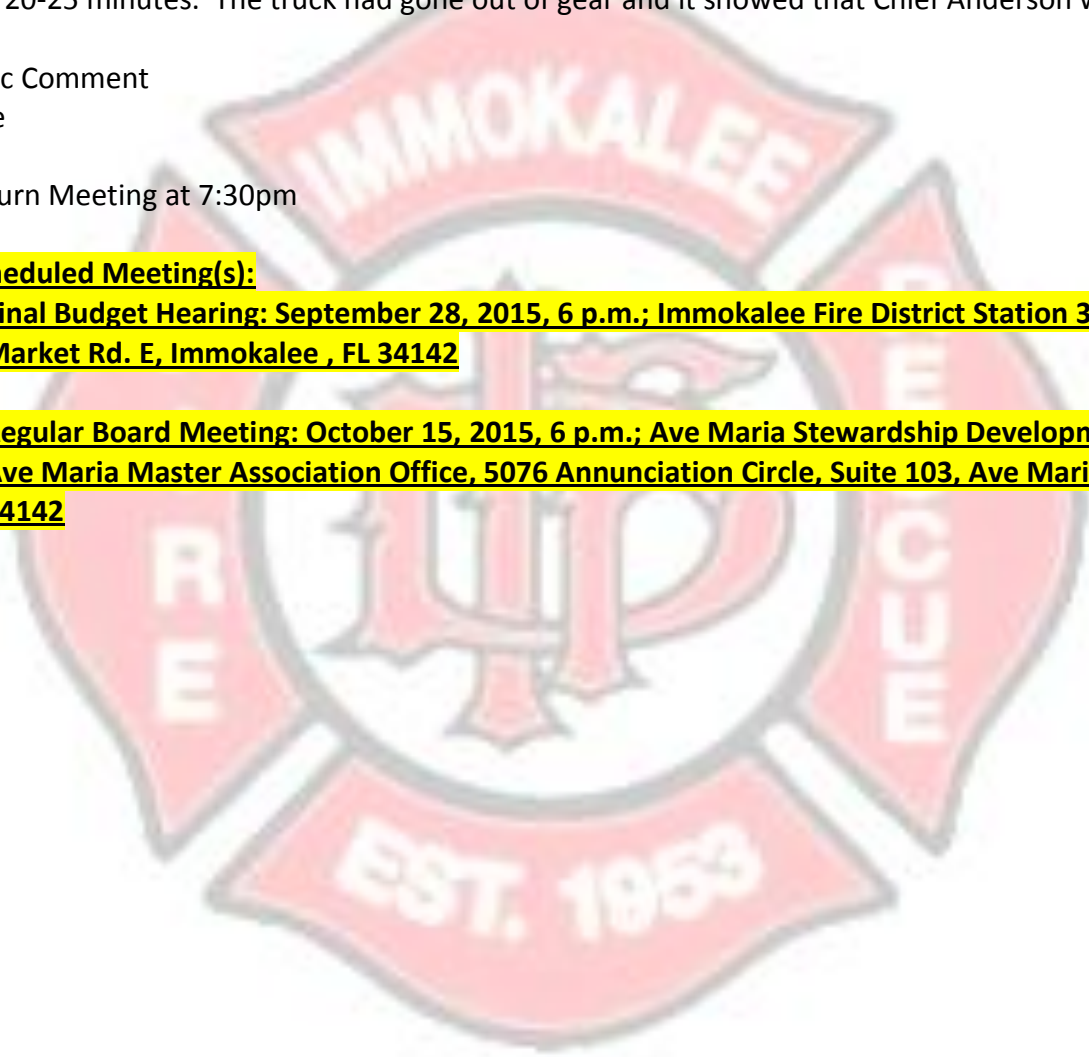 20-25 minutes. The truck had gone out of gear and it showed that Chief Anderson
c Comment
e
urn Meeting at 7:30pm
heduled Meeting(s):
inal Budget Hearing: September 28, 2015, 6 p.m.; Immokalee Fire District Station 3
Market Rd. E, Immokalee , FL 34142
egular Board Meeting: October 15, 2015, 6 p.m.; Ave Maria Stewardship Developm
Ave Maria Master Association Office, 5076 Annunciation Circle, Suite 103, Ave Mari
4142
IMMOKALEE
R
E
E
C
U
E
EST. 1953